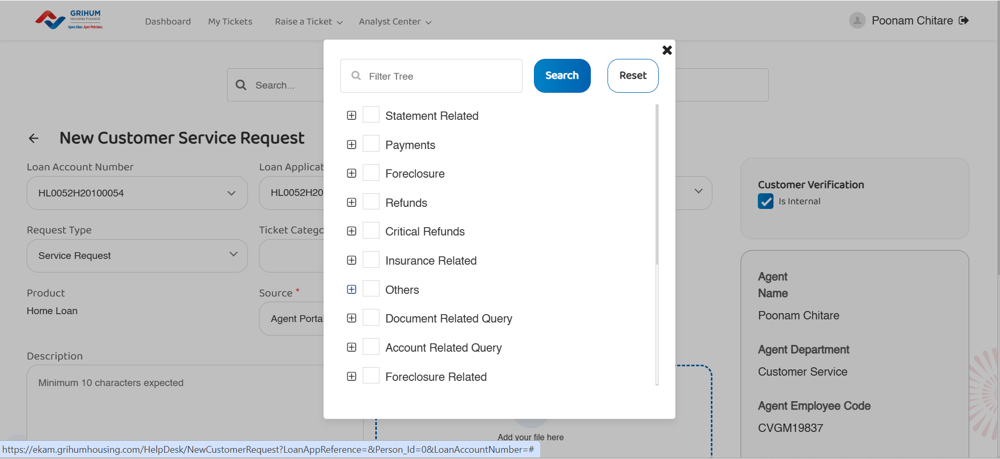 GRIHUM
HOUSING FINANCE
Apna Ghar. Apni Pehchan.
Dashboard
My Tickets
Raise a Ticket
Analyst Center
Poonam Chitare
Search...
Filter Tree
Search
Reset
Statement Related
Payments
Foreclosure
Refunds
Critical Refunds
Insurance Related
Others
Document Related Query
Account Related Query
Foreclosure Related
New Customer Service Request
Loan Account Number
Loan Applicat
HL0052H20100054
HL0052H20
Request Type
Ticket Catego
Service Request
Product
Source *
Home Loan
Agent Porta
Description
Minimum 10 characters expected
Add your file here
Customer Verification
Is Internal
Agent
Name
Poonam Chitare
Agent Department
Customer Service
Agent Employee Code
CVGM19837
https://ekam.grihumhousing.com/HelpDesk/NewCustomerRequest?LoanAppReference=&Person_Id=0&LoanAccountNumber=#